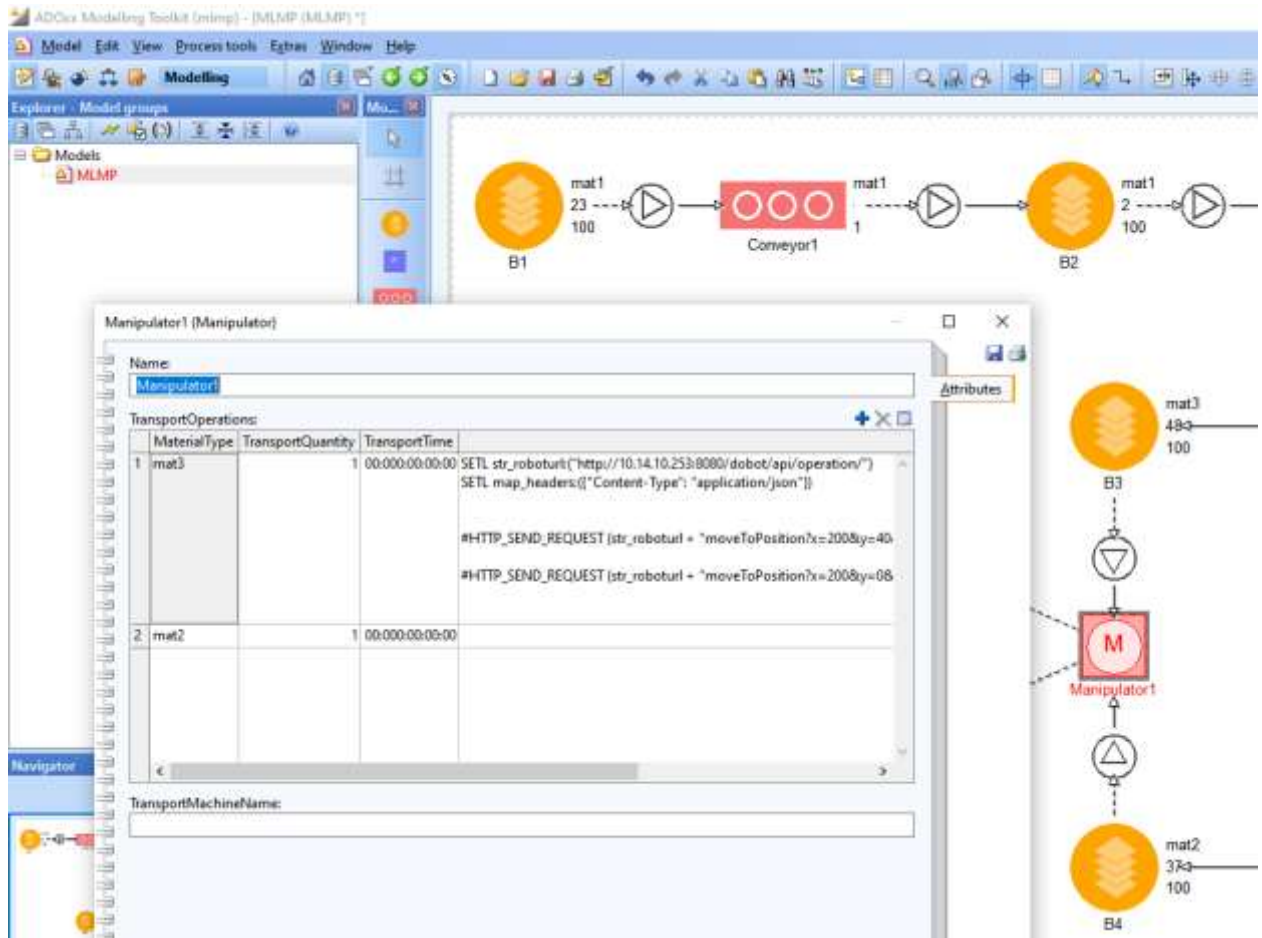 ADOxx Modelling Toolkit (mlmp) - [MLMP (MLMP) *]
Model Edit View Process tools Extras Window Help
Modelling
Explorer - Model groups
Mo...
Models
MLMP
mat1
23
100
B1
Conveyor1
mat1
1
mat1
2
100
B2
Manipulator1 (Manipulator)
Name:
Manipulator1
Attributes
TransportOperations:
MaterialType TransportQuantity TransportTime
1 mat3 1 00:000:00:00:00 SETL str_roboturl:("http://10.14.10.253:8080/dobot/api/operation/")
SETL map_headers:({"Content-Type": "application/json"})
#HTTP_SEND_REQUEST (str_roboturl + "moveToPosition?x=200&y=40
#HTTP_SEND_REQUEST (str_roboturl + "moveToPosition?x=200&y=0&
2 mat2 1 00:000:00:00:00
TransportMachineName:
mat3
48
100
B3
M
Manipulator1
mat2
37
100
B4
Navigator